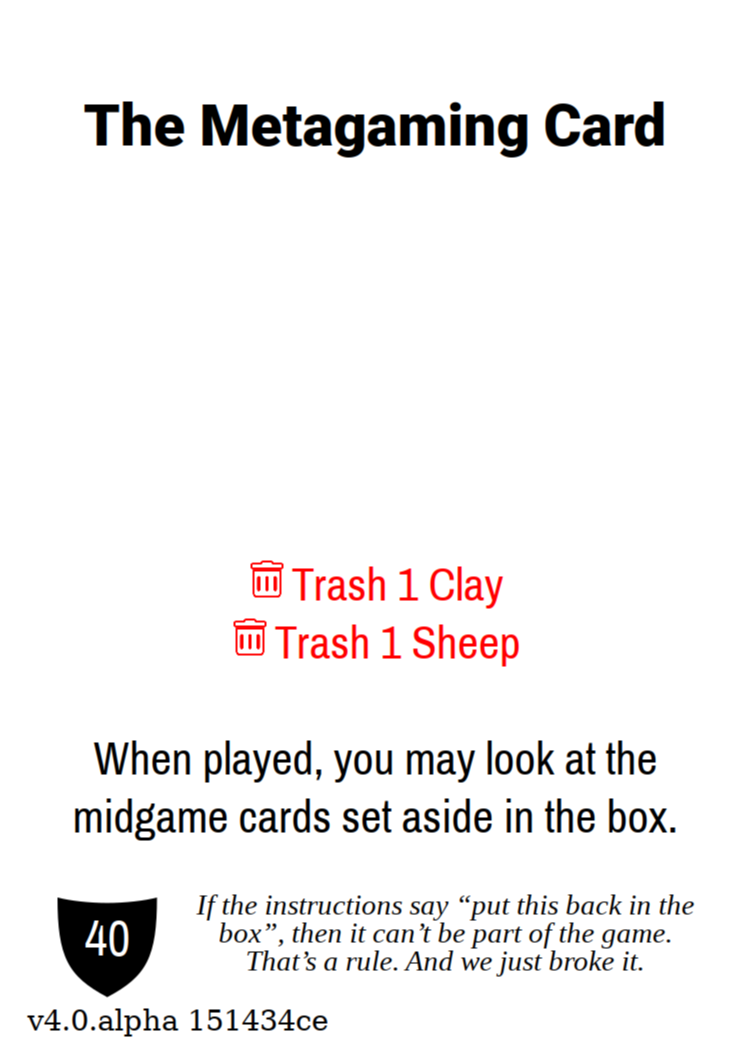 The Metagaming Card
Trash 1 Clay
Trash 1 Sheep
When played, you may look at the
midgame cards set aside in the box.
40
If the instructions say “put this back in the
box”, then it can’t be part of the game.
That’s a rule. And we just broke it.
v4.0.alpha 151434ce